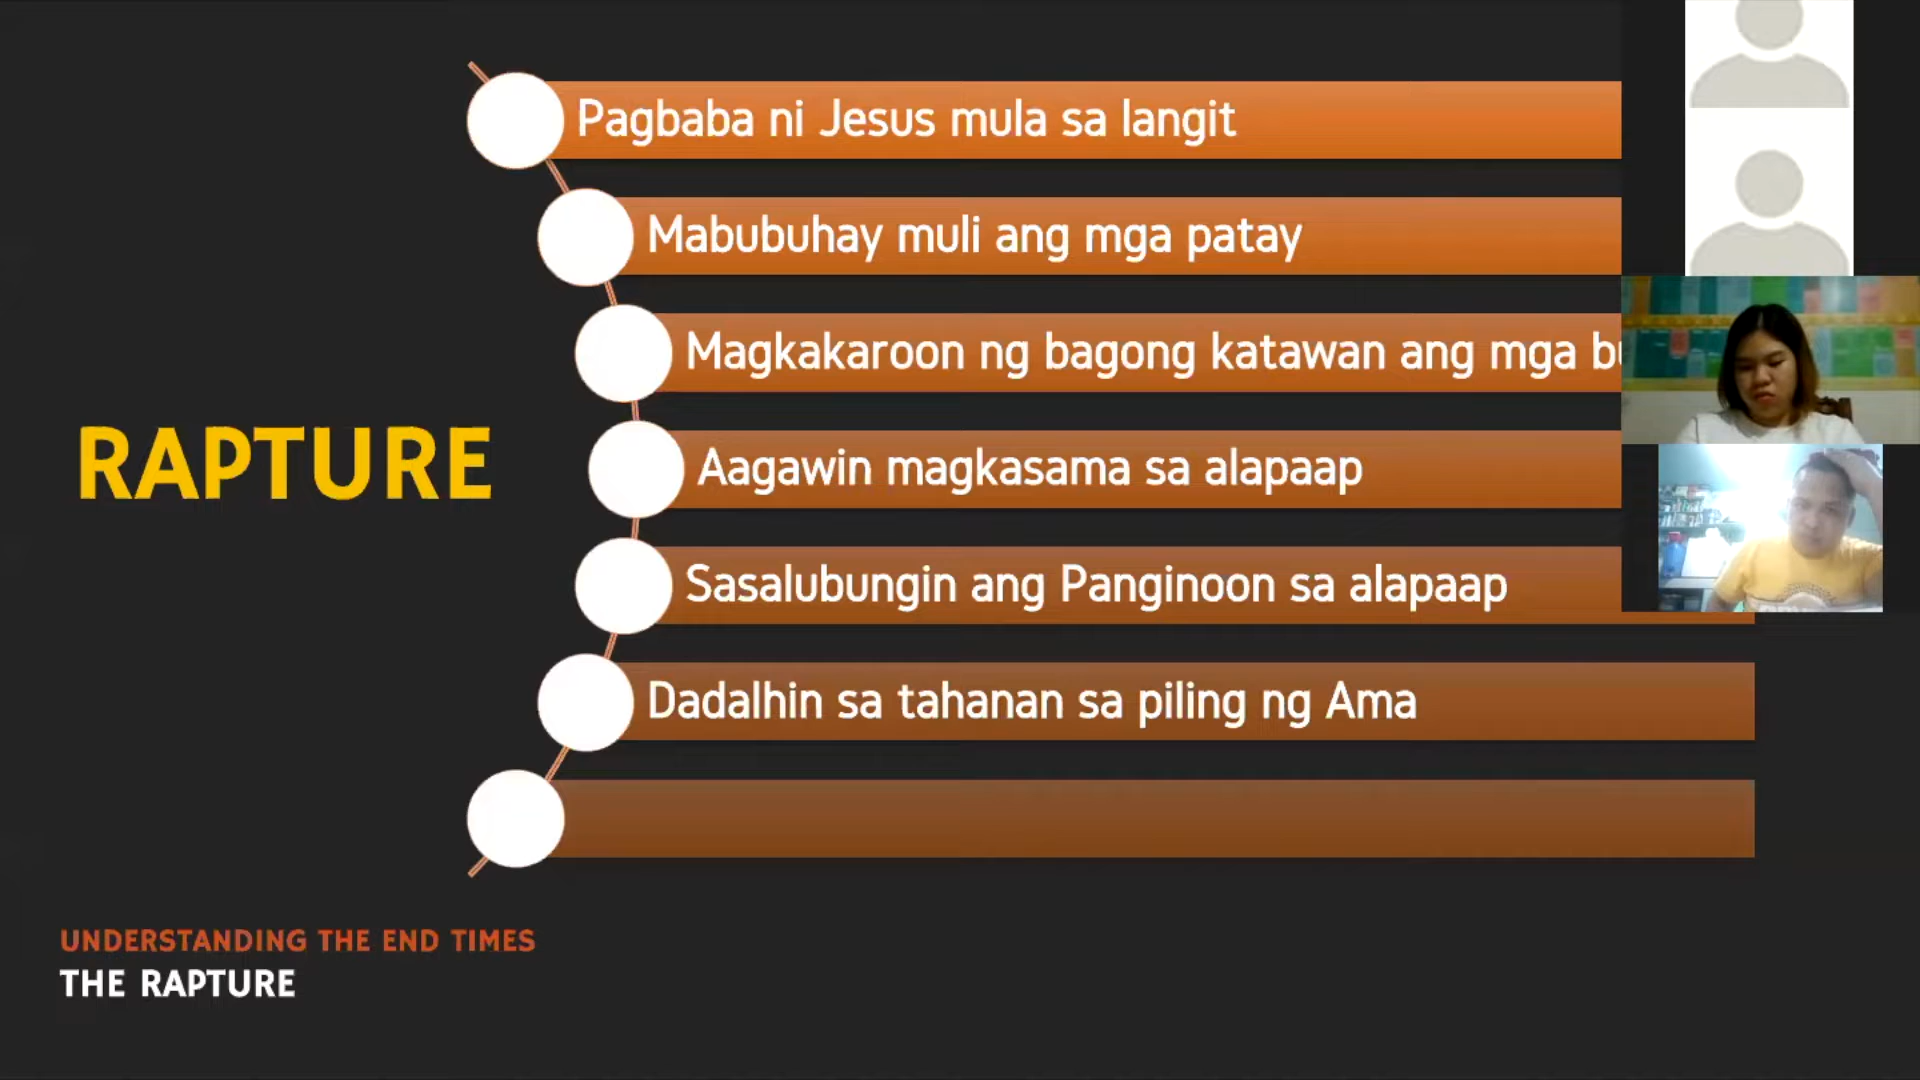 Pagbaba ni Jesus mula sa langit
Mabubuhay muli ang mga patay
Magkakaroon ng bagong katawan ang mga
Aagawin magkasama sa alapaap
RAPTURE
Sasalubungin ang Panginoon sa alapaap
Dadalhin sa tahanan sa piling ng Ama
UNDERSTANDING THE END TIMES
THE RAPTURE